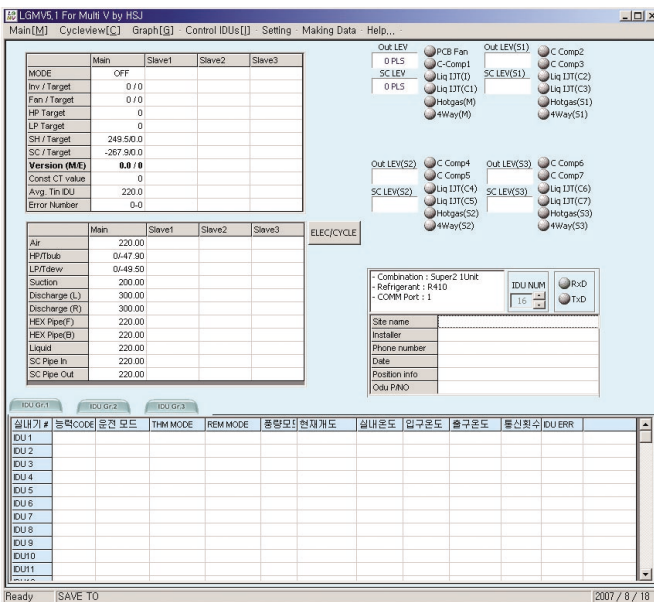 LGMV5.1 For Multi V by HSJ
Main[M] Cycleview[C] Graph[G] Control IDUs[I] Setting Making Data Help,,,
Main Slave1 Slave2 Slave3
MODE OFF
Inv / Target 0 / 0
Fan / Target 0 / 0
HP Target 0
LP Target 0
SH / Target 249.5/0.0
SC / Target -267.9/0.0
Version (M/E) 0.0 / 0
Const CT value 0
Avg. Tin IDU 220.0
Error Number 0-0
Out LEV
0 PLS
SC LEV
0 PLS
PCB Fan
C-Comp1
Liq IJT(I)
Liq IJT(C1)
Hotgas(M)
4Way(M)
Out LEV(S1)
SC LEV(S1)
C Comp2
C Comp3
Liq IJT(C2)
Liq IJT(C3)
Hotgas(S1)
4Way(S1)
Out LEV(S2)
SC LEV(S2)
C Comp4
C Comp5
Liq IJT(C4)
Liq IJT(C5)
Hotgas(S2)
4Way(S2)
Out LEV(S3)
SC LEV(S3)
C Comp6
C Comp7
Liq IJT(C6)
Liq IJT(C7)
Hotgas(S3)
4Way(S3)
Main Slave1 Slave2 Slave3
Air 220.00
HP/Tbub 0/-47.90
LP/Tdew 0/-49.50
Suction 200.00
Discharge (L) 300.00
Discharge (R) 300.00
HEX Pipe(F) 220.00
HEX Pipe(B) 220.00
Liquid 220.00
SC Pipe In 220.00
SC Pipe Out 220.00
ELEC/CYCLE
- Combination : Super2 1Unit
- Refrigerant : R410
- COMM Port : 1
IDU NUM
16
RxD
TxD
Site name
Installer
Phone number
Date
Position info
Odu P/NO
IDU Gr.1 IDU Gr.2 IDU Gr.3
실내기 # 능력CODE 운전 모드 THM MODE REM MODE 풍량모드 현재개도 실내온도 입구온도 출구온도 통신횟수 IDU ERR
IDU 1
IDU 2
IDU 3
IDU 4
IDU 5
IDU 6
IDU 7
IDU 8
IDU 9
IDU10
IDU11
Ready SAVE TO 2007 / 8 / 18